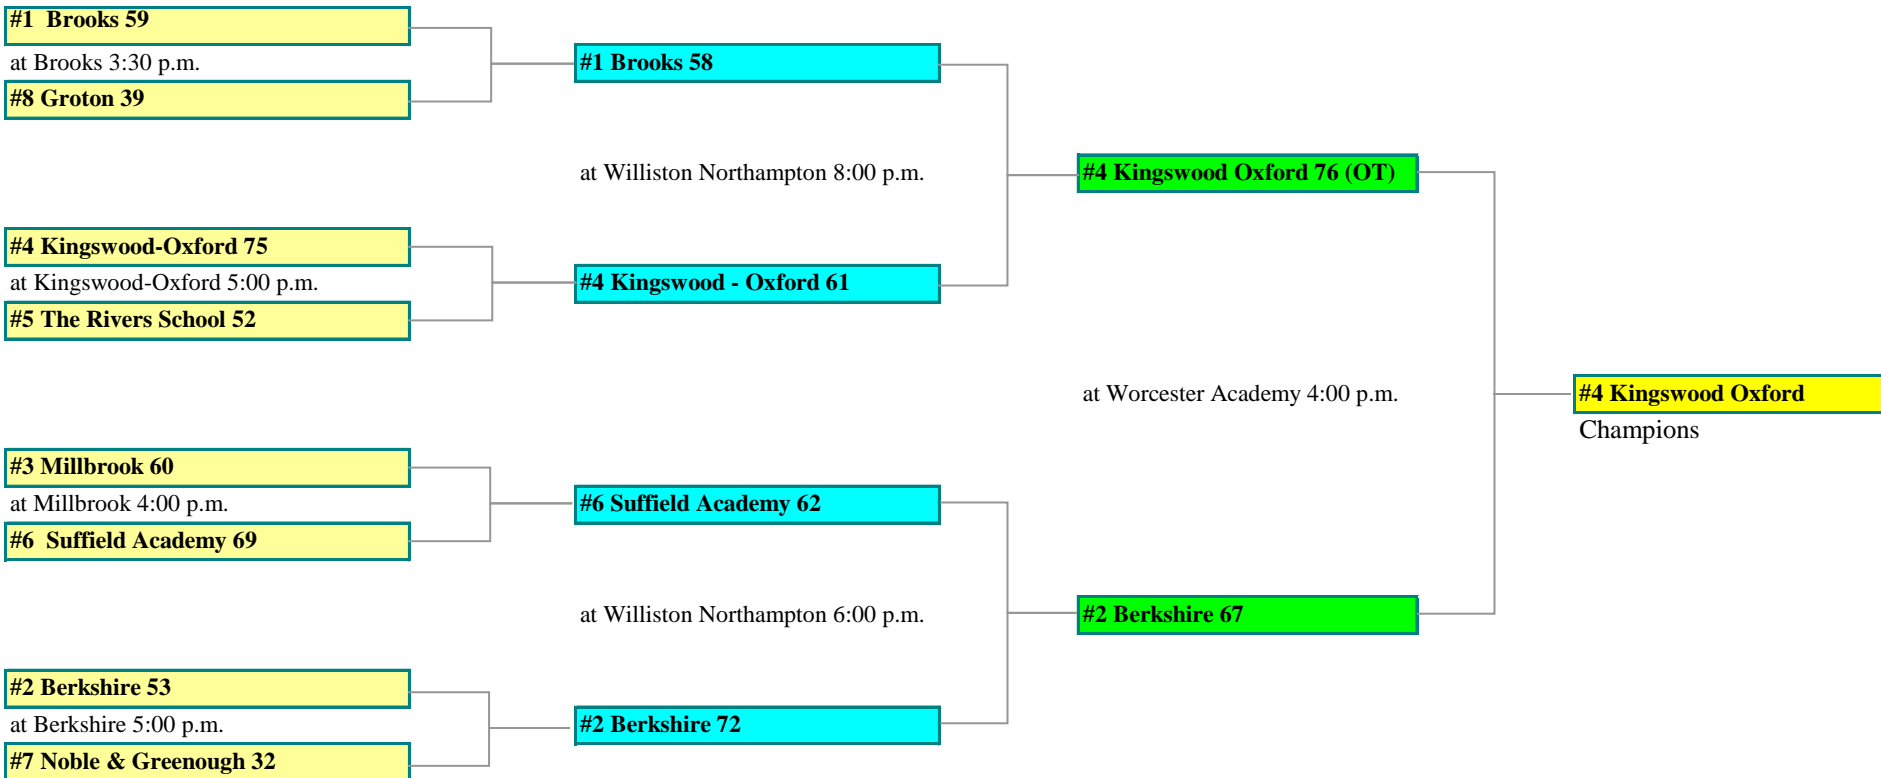 #1  Brooks 59
at Brooks 3:30 p.m.
#8 Groton 39
#4 Kingswood-Oxford 75
at Kingswood-Oxford 5:00 p.m.
#5 The Rivers School 52
#3 Millbrook 60
at Millbrook 4:00 p.m.
#6  Suffield Academy 69
#2 Berkshire 53
at Berkshire 5:00 p.m.
#7 Noble & Greenough 32
#1 Brooks 58
at Williston Northampton 8:00 p.m.
#4 Kingswood - Oxford 61
#6 Suffield Academy 62
at Williston Northampton 6:00 p.m.
#2 Berkshire 72
#4 Kingswood Oxford 76 (OT)
at Worcester Academy 4:00 p.m.
#2 Berkshire 67
#4 Kingswood Oxford
Champions